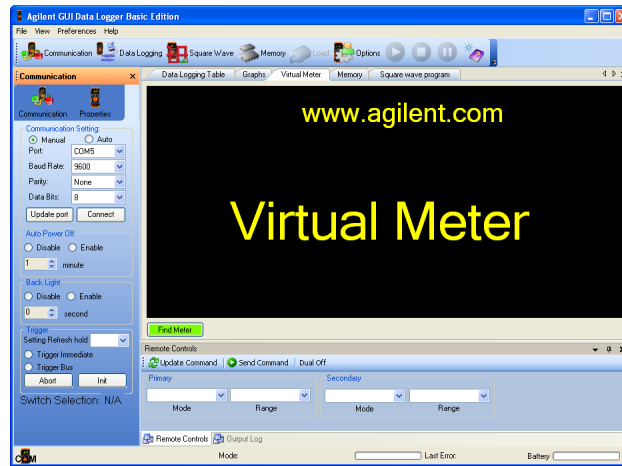 Agilent GUI Data Logger Basic Edition
File View Preferences Help
Communication Data Logging Square Wave Memory Load Options
Communication ×
Data Logging Table Graphs Virtual Meter Memory Square wave program
Communication Properties
Communication Setting:
Manual Auto
Port: COM5
Baud Rate: 9600
Parity: None
Data Bits: 8
Update port Connect
Auto Power Off
Disable Enable
1 minute
Back Light
Disable Enable
0 second
Trigger
Setting Refresh hold
Trigger Immediate
Trigger Bus
Abort Init
Switch Selection: N/A
www.agilent.com
Virtual Meter
Find Meter
Remote Controls
Update Command Send Command Dual Off
Primary Secondary
Mode Range Mode Range
Remote Controls Output Log
COM Mode: Last Error: Battery